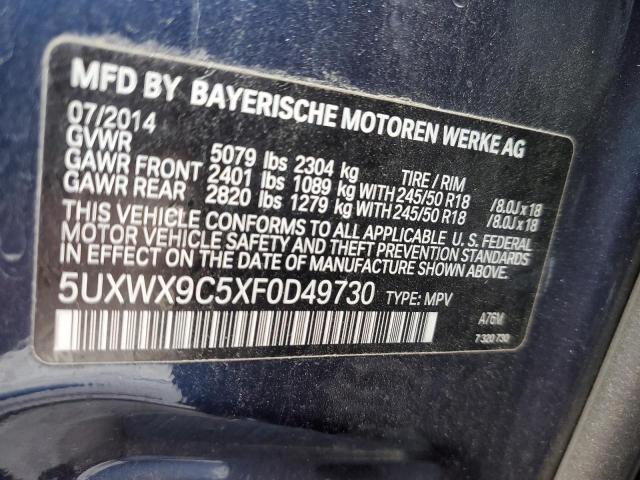 MFD BY BAYERISCHE MOTOREN WERKE AG
07/2014
GVWR 5079 lbs 2304 kg TIRE / RIM
GAWR FRONT 2401 lbs 1089 kg WITH 245/50 R18 /8.0J x 18
GAWR REAR 2820 lbs 1279 kg WITH 245/50 R18 /8.0J x 18
THIS VEHICLE CONFORMS TO ALL APPLICABLE U. S. FEDERAL
MOTOR VEHICLE SAFETY AND THEFT PREVENTION STANDARDS
IN EFFECT ON THE DATE OF MANUFACTURE SHOWN ABOVE.
5UXWX9C5XF0D49730 TYPE: MPV
A76M
7 320 730